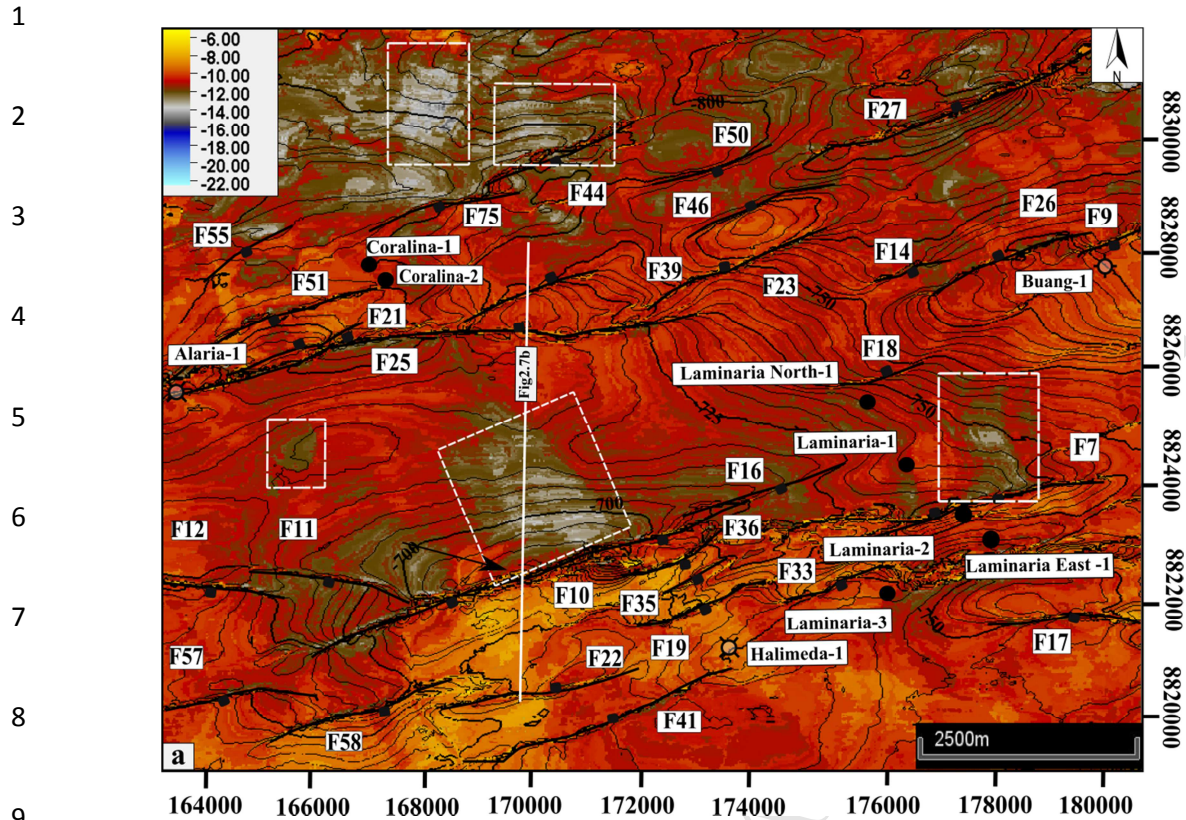 1
2
3
4
5
6
7
8
9
-6.00
-8.00
-10.00
-12.00
-14.00
-16.00
-18.00
-20.00
-22.00
N
800
F50
F27
F44
F75
F46
F26
F9
F55
Coralina-1
Coralina-2
F51
F39
F14
F23
Buang-1
750
F21
F25
Alaria-1
Fig2.7b
F18
Laminaria North-1
725
750
Laminaria-1
F7
F16
-700
F12
F11
F36
700
Laminaria-2
Laminaria East -1
F33
F10
F35
Laminaria-3
750
F17
F57
F22
F19
Halimeda-1
F41
F58
a
2500m
8830000
8828000
8826000
8824000
8822000
8820000
164000
166000
168000
170000
172000
174000
176000
178000
180000